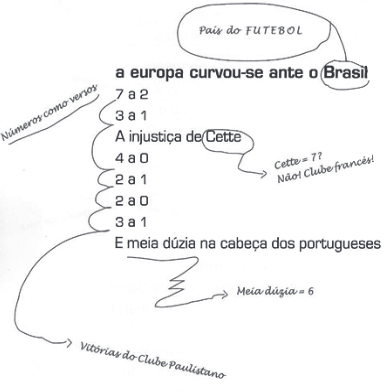 País do FUTEBOL
a europa curvou-se ante o Brasil
Números como versos
7 a 2
3 a 1
A injustiça de Cette
4 a 0
Cette = 7?
Não! Clube francês!
2 a 1
2 a 0
3 a 1
E meia dúzia na cabeça dos portugueses
Meia dúzia = 6
Vitórias do Clube Paulistano